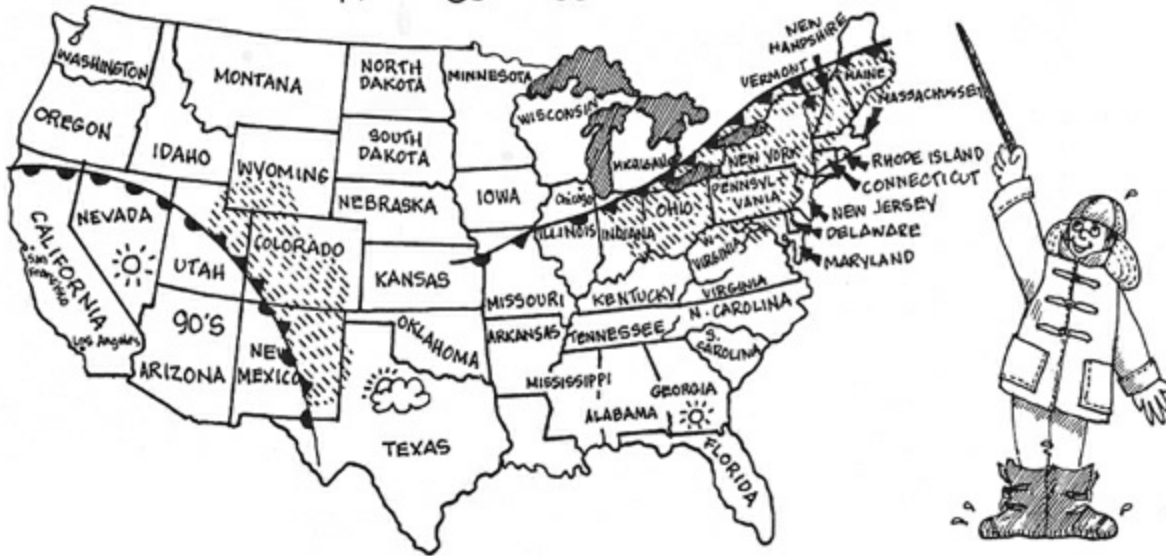 WASHINGTON
OREGON
IDAHO
MONTANA
NORTH
DAKOTA
SOUTH
DAKOTA
MINNESOTA
WISCONSIN
MICHIGAN
WYOMING
NEBRASKA
IOWA
Chicago
ILLINOIS
INDIANA
OHIO
PENNSYL
VANIA
NEW YORK
VERMONT
NEW
HAMPSHIRE
MAINE
MASSACHUSSET
RHODE ISLAND
CONNECTICUT
NEW JERSEY
DELAWARE
MARYLAND
CALIFORNIA
San
Francisco
Los Angeles
NEVADA
UTAH
COLORADO
KANSAS
MISSOURI
KENTUCKY
W.
VIRGINIA
VIRGINIA
N. CAROLINA
S.
CAROLINA
TENNESSEE
ARKANSAS
OKLAHOMA
90'S
ARIZONA
NEW
MEXICO
TEXAS
MISSISSIPPI
ALABAMA
GEORGIA
FLORIDA